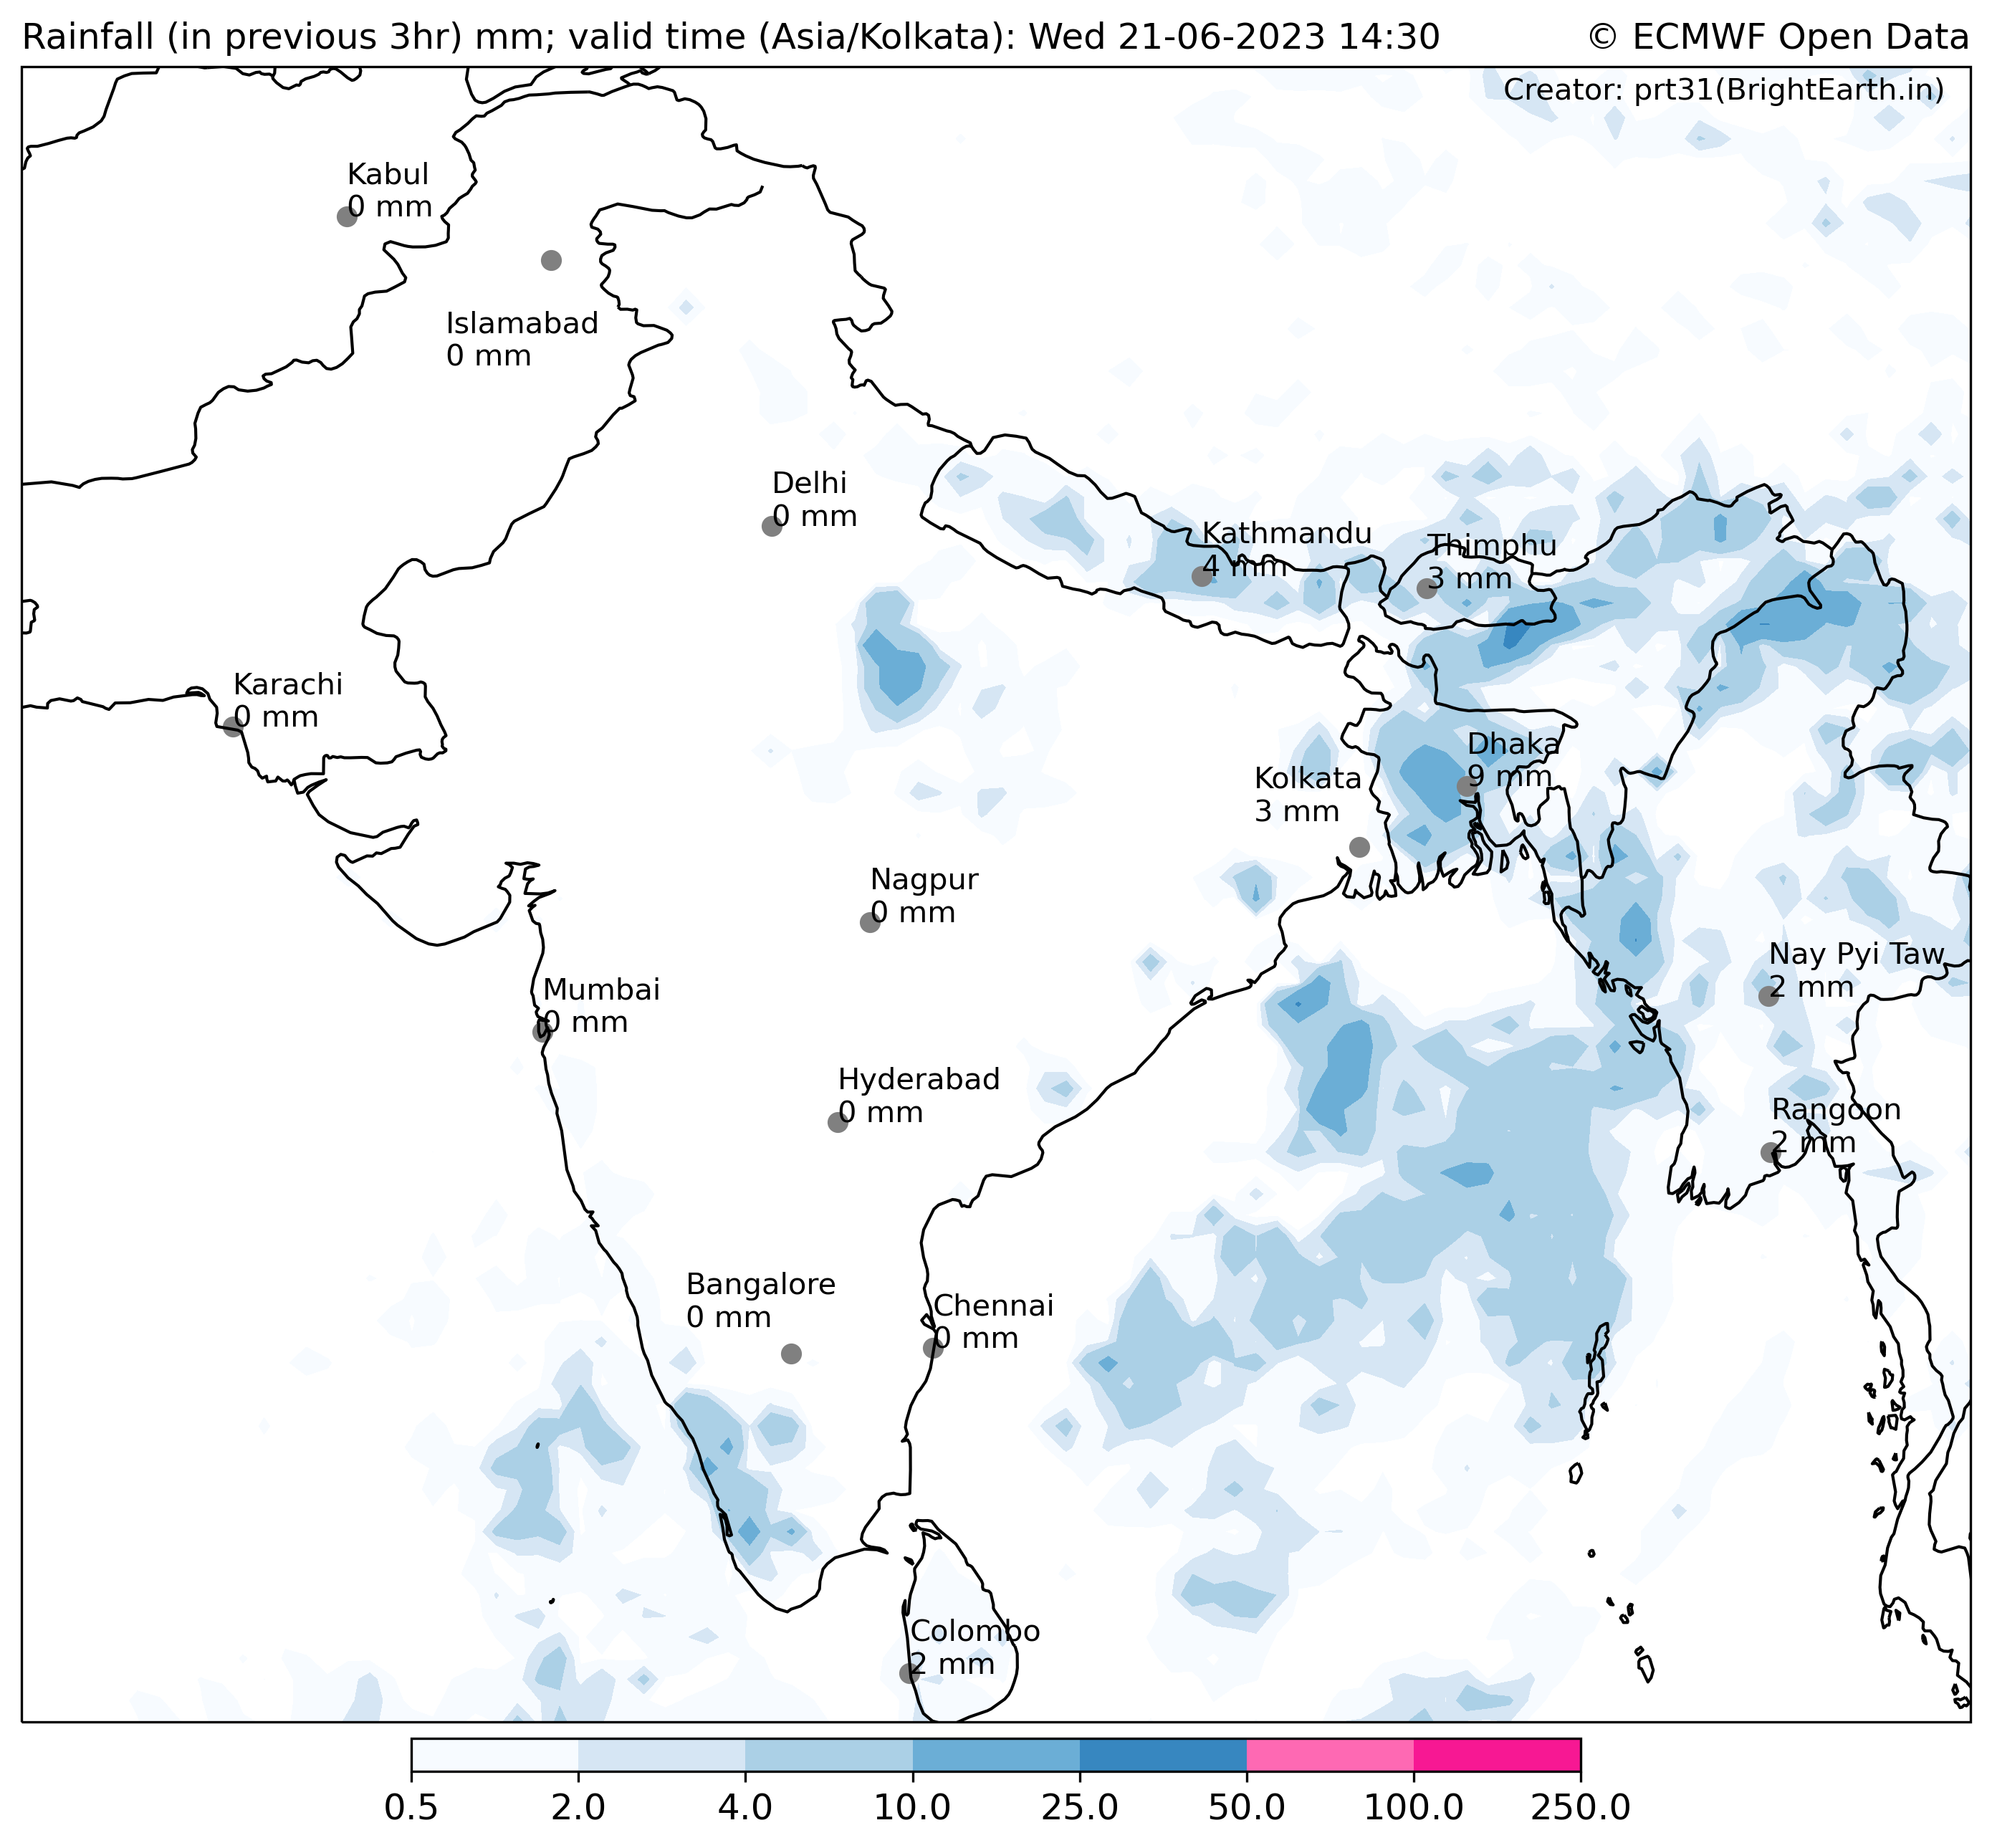 Rainfall (in previous 3hr) mm; valid time (Asia/Kolkata): Wed 21-06-2023 14:30
© ECMWF Open Data
Creator: prt31(BrightEarth.in)
Kabul
0 mm
Islamabad
0 mm
Delhi
0 mm
Kathmandu
4 mm
Thimphu
3 mm
Karachi
0 mm
Dhaka
9 mm
Kolkata
3 mm
Nagpur
0 mm
Nay Pyi Taw
2 mm
Mumbai
0 mm
Hyderabad
0 mm
Rangoon
2 mm
Bangalore
0 mm
Chennai
0 mm
Colombo
2 mm
0.5 2.0 4.0 10.0 25.0 50.0 100.0 250.0